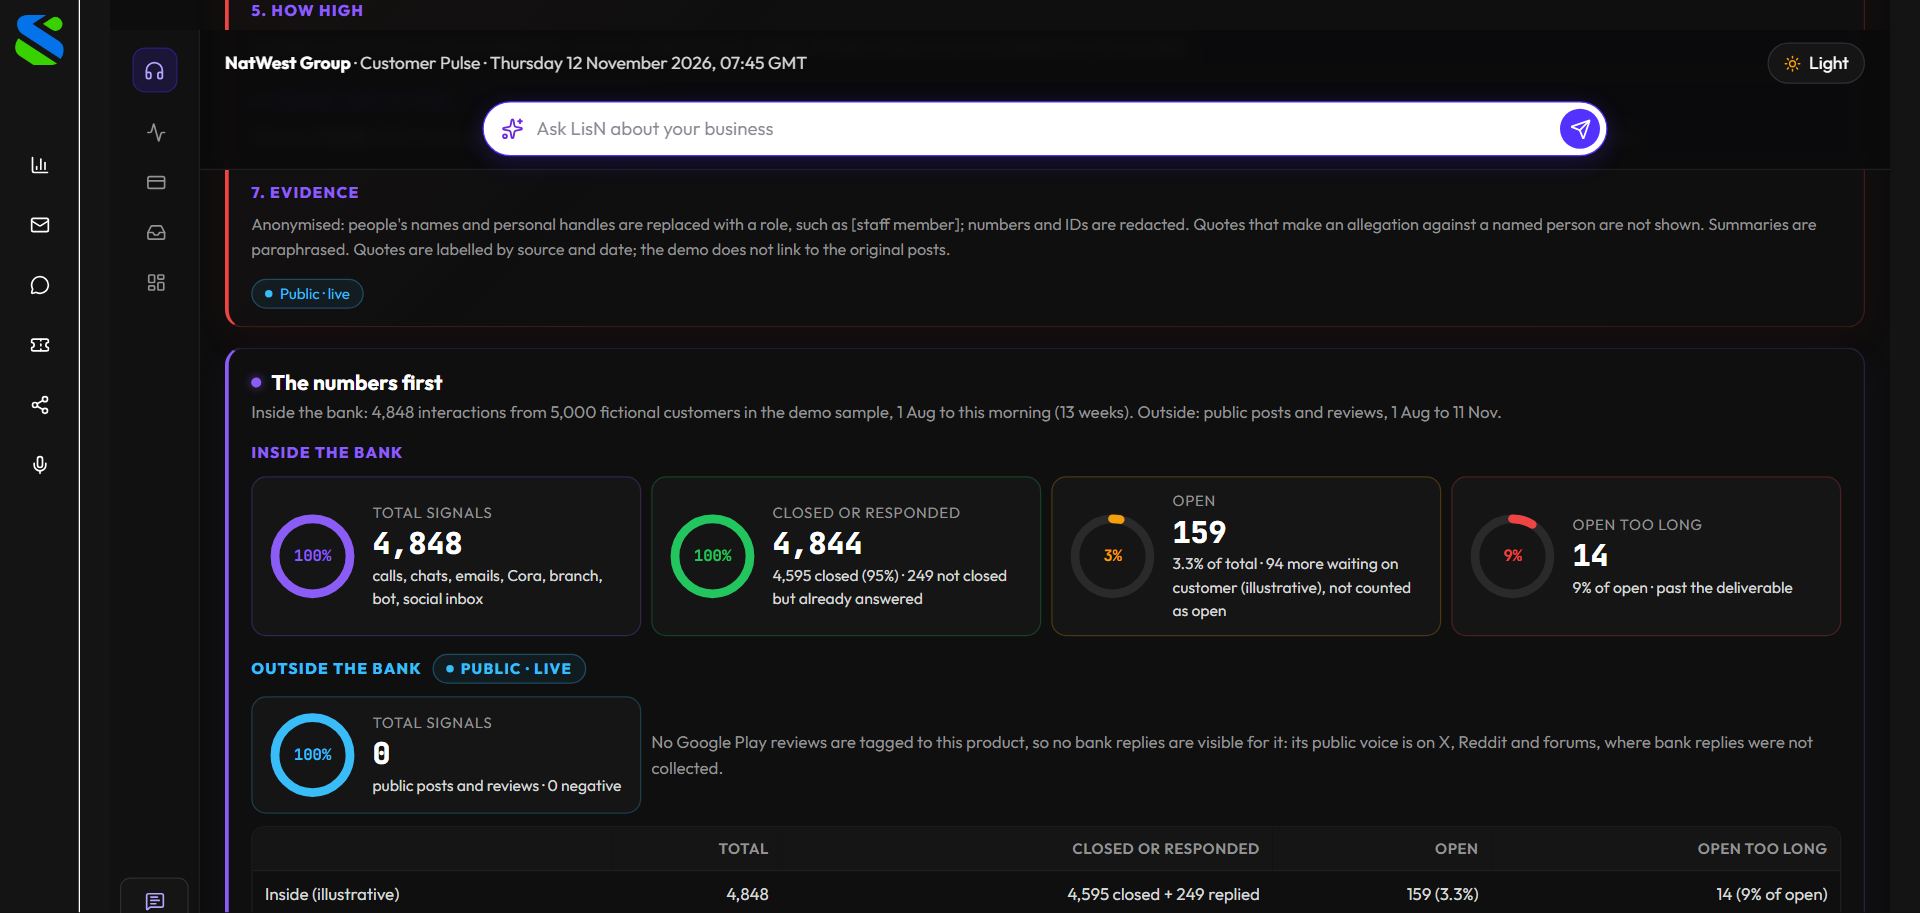 5. HOW HIGH
NatWest Group · Customer Pulse · Thursday 12 November 2026, 07:45 GMT
Light
Ask LisN about your business
7. EVIDENCE
Anonymised: people's names and personal handles are replaced with a role, such as [staff member]; numbers and IDs are redacted. Quotes that make an allegation against a named person are not shown. Summaries are
paraphrased. Quotes are labelled by source and date; the demo does not link to the original posts.
Public · live
The numbers first
Inside the bank: 4,848 interactions from 5,000 fictional customers in the demo sample, 1 Aug to this morning (13 weeks). Outside: public posts and reviews, 1 Aug to 11 Nov.
INSIDE THE BANK
100%
TOTAL SIGNALS
4,848
calls, chats, emails, Cora, branch,
bot, social inbox
100%
CLOSED OR RESPONDED
4,844
4,595 closed (95%) · 249 not closed
but already answered
3%
OPEN
159
3.3% of total · 94 more waiting on
customer (illustrative), not counted
as open
9%
OPEN TOO LONG
14
9% of open · past the deliverable
OUTSIDE THE BANK
PUBLIC · LIVE
100%
TOTAL SIGNALS
0
public posts and reviews · 0 negative
No Google Play reviews are tagged to this product, so no bank replies are visible for it: its public voice is on X, Reddit and forums, where bank replies were not
collected.
TOTAL CLOSED OR RESPONDED OPEN OPEN TOO LONG
Inside (illustrative) 4,848 4,595 closed + 249 replied 159 (3.3%) 14 (9% of open)